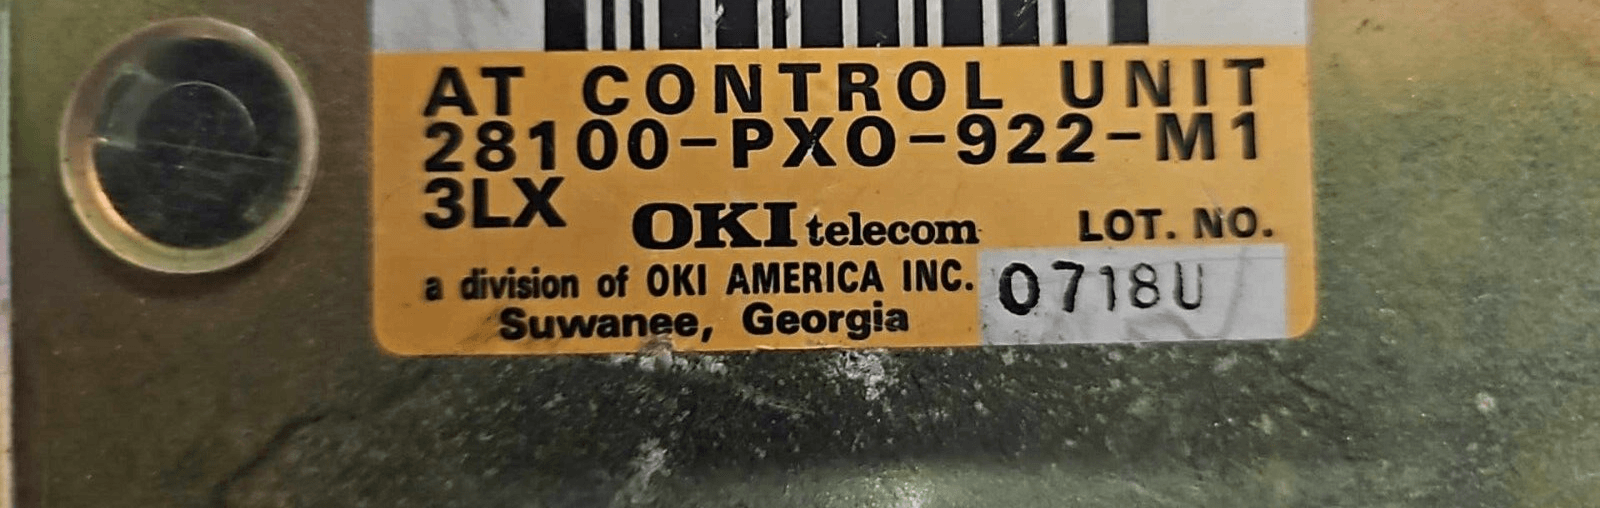 AT CONTROL UNIT
28100-PX0-922-M1
3LX
OKI telecom LOT. NO.
a division of OKI AMERICA INC. 0718U
Suwanee, Georgia